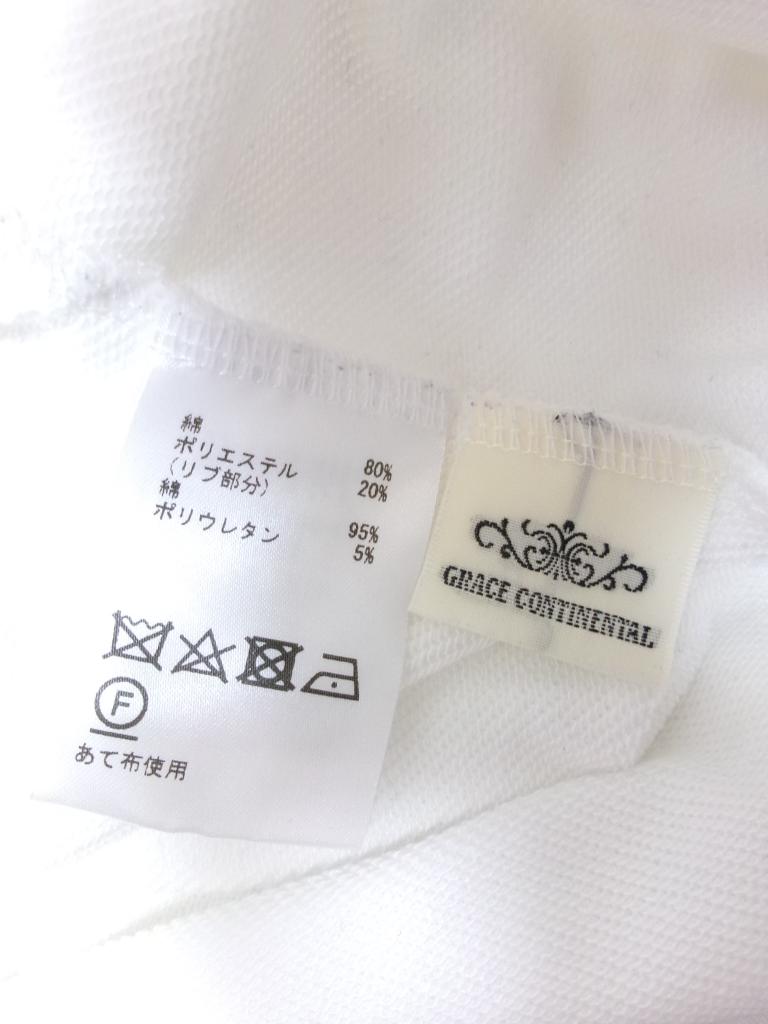 綿 80%
ポリエステル 20%
(リブ部分)
綿 95%
ポリウレタン 5%
F
あて布使用
GRACE CONTINENTAL